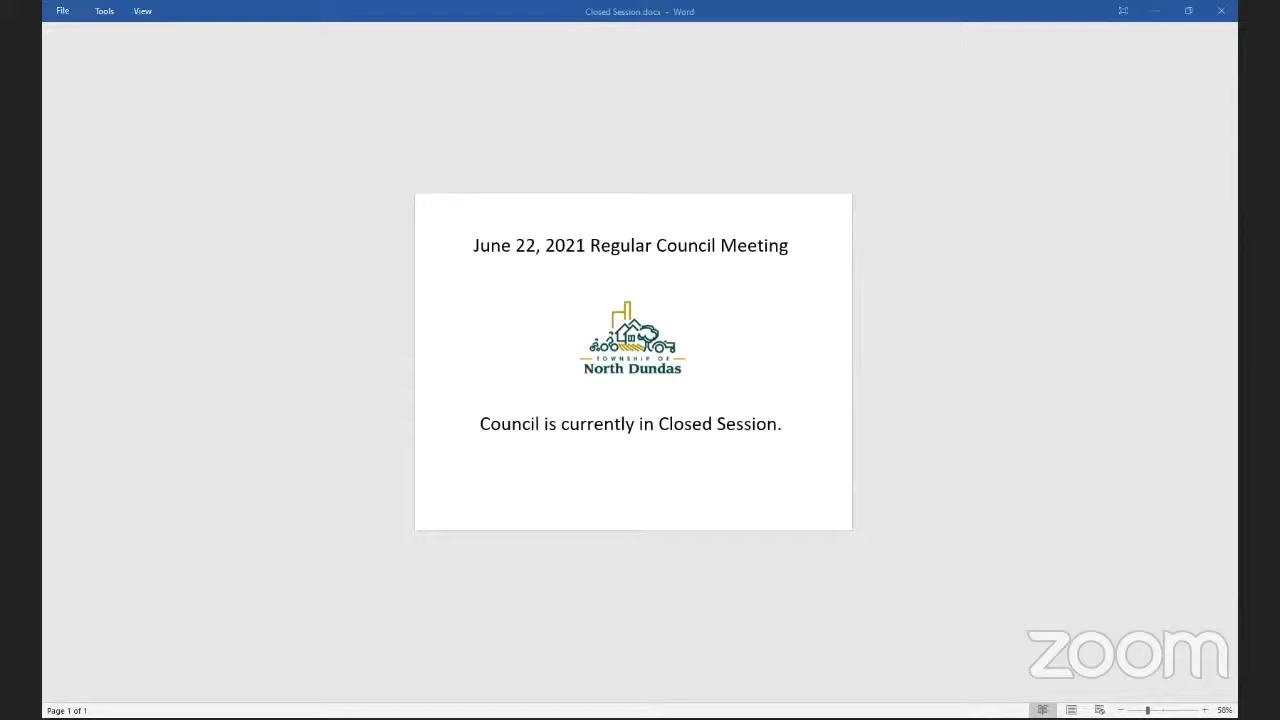 File Tools View Closed Session.docx - Word
June 22, 2021 Regular Council Meeting
TOWNSHIP OF
North Dundas
Council is currently in Closed Session.
zoom
Page 1 of 1 58%